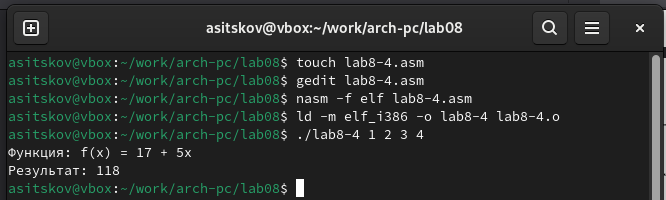 asitskov@vbox:~/work/arch-pc/lab08
asitskov@vbox:~/work/arch-pc/lab08$ touch lab8-4.asm
asitskov@vbox:~/work/arch-pc/lab08$ gedit lab8-4.asm
asitskov@vbox:~/work/arch-pc/lab08$ nasm -f elf lab8-4.asm
asitskov@vbox:~/work/arch-pc/lab08$ ld -m elf_i386 -o lab8-4 lab8-4.o
asitskov@vbox:~/work/arch-pc/lab08$ ./lab8-4 1 2 3 4
Функция: f(x) = 17 + 5x
Результат: 118
asitskov@vbox:~/work/arch-pc/lab08$